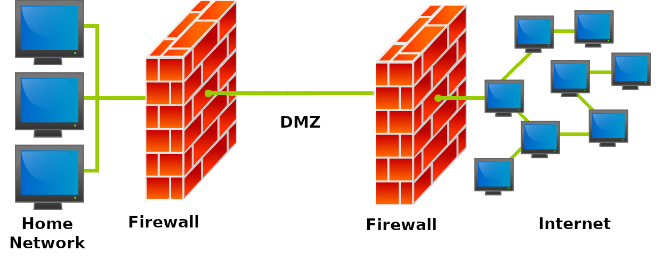 DMZ
Home
Network
Firewall
Firewall
Internet